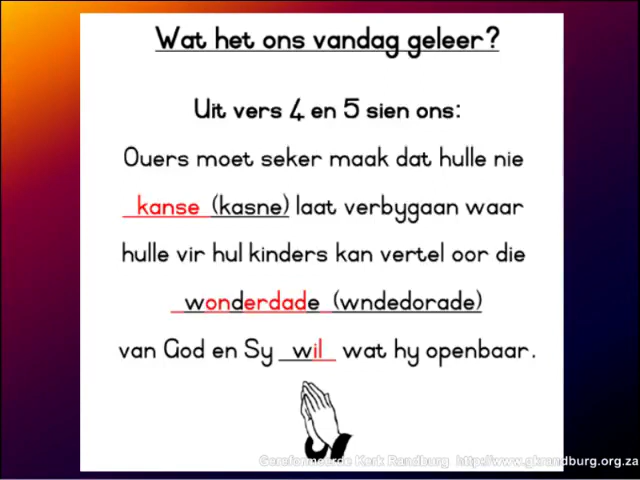 Wat het ons vandag geleer?
Uit vers 4 en 5 sien ons:
Ouers moet seker maak dat hulle nie
kanse (kasne) laat verbygaan waar
hulle vir hul kinders kan vertel oor die
wonderdade (wndedorade)
van God en Sy wil wat hy openbaar.
Gereformeerde Kerk Randburg http://www.gkrandburg.org.za